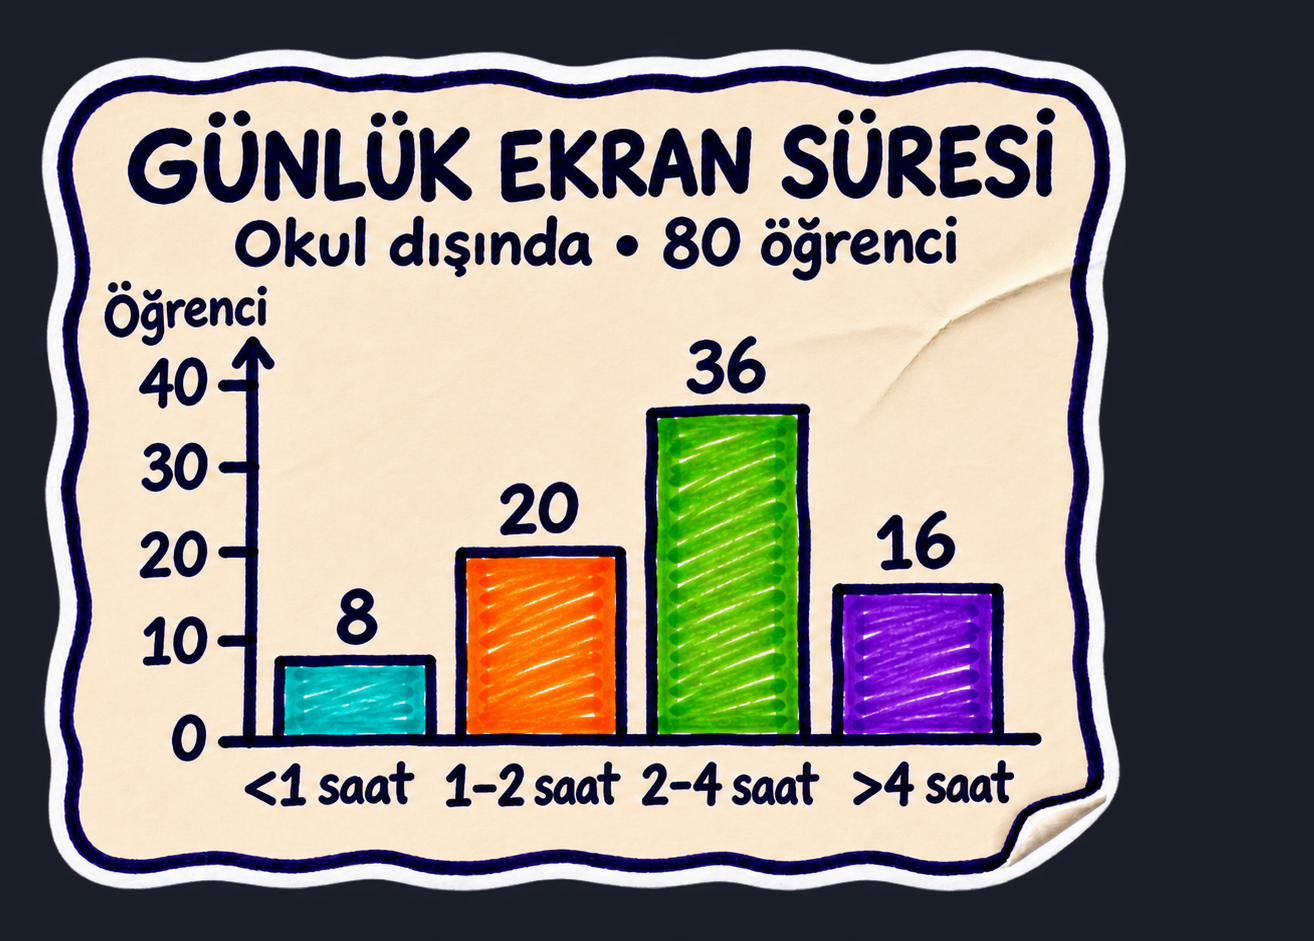 GÜNLÜK EKRAN SÜRESİ
Okul dışında • 80 öğrenci
Öğrenci
40
30
20
10
0
8
20
36
16
<1 saat 1-2 saat 2-4 saat >4 saat